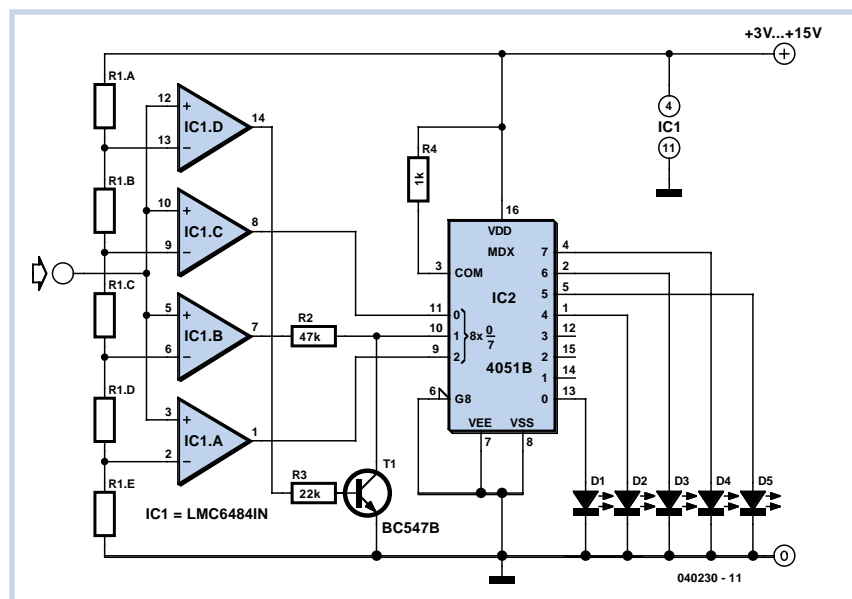 +3V...+15V
R1.A
12
+
IC1.D
14
13
−
4
IC1
11
R4
1k
R1.B
10
+
IC1.C
8
9
−
16
VDD
MDX
7
4
3
COM
6
2
IC2
5
5
R1.C
5
+
IC1.B
7
6
−
R2
47k
11
0
4
1
10
1
8x
0
7
3
12
9
2
2
15
4051B
1
14
6
G8
0
13
VEE
VSS
7
8
R1.D
3
+
IC1.A
1
2
−
R3
22k
T1
BC547B
R1.E
IC1 = LMC6484IN
D1
D2
D3
D4
D5
0
040230 - 11